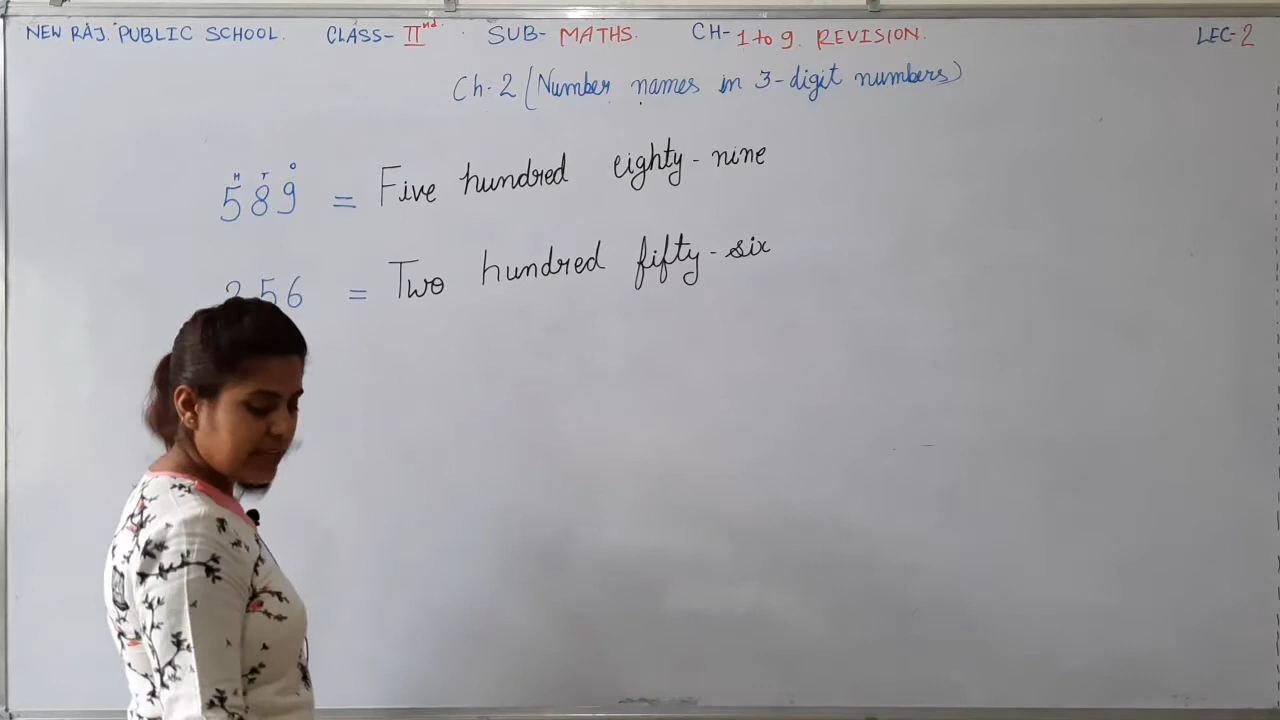 NEW RAJ. PUBLIC SCHOOL. CLASS- IInd. SUB- MATHS. CH- 1 to 9. REVISION. LEC-2
Ch. 2 (Number names in 3-digit numbers)
H T O
589 = Five hundred eighty-nine
256 = Two hundred fifty-six